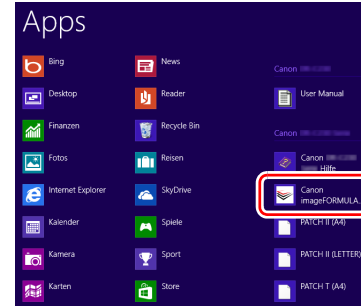 Apps
Bing
Desktop
Finanzen
Fotos
Internet Explorer
Kalender
Kamera
Karten
News
Reader
Recycle Bin
Reisen
SkyDrive
Spiele
Sport
Store
Canon
User Manual
Canon
Canon
Hilfe
Canon
imageFORMULA.
PATCH II (A4)
PATCH II (LETTER)
PATCH T (A4)